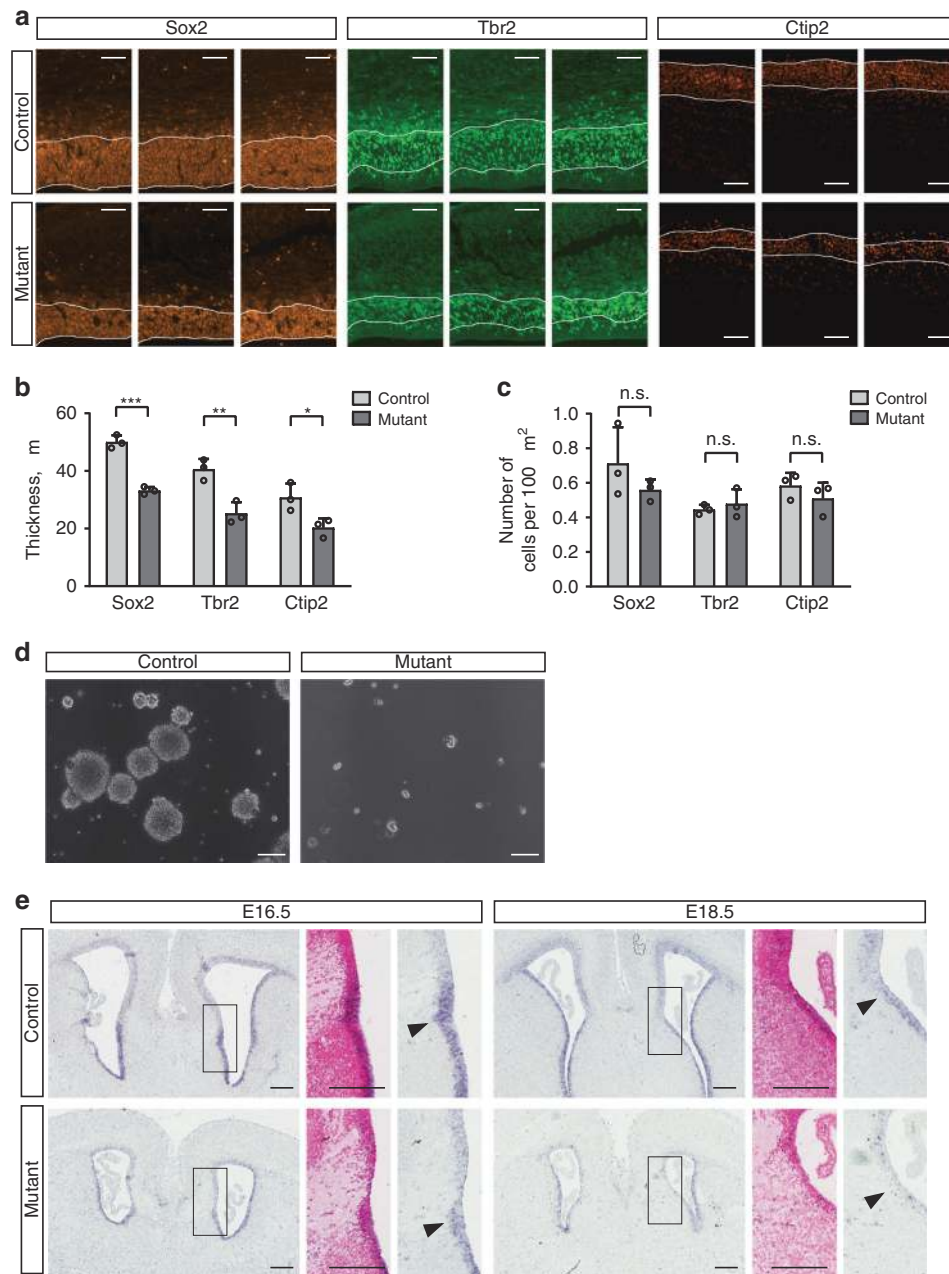 a
Sox2 Tbr2 Ctip2
Control
Mutant
b
Thickness, m
60
40
20
0
*** ** *
Control
Mutant
Sox2 Tbr2 Ctip2
c
Number of
cells per 100 m²
1.0
0.8
0.6
0.4
0.2
0.0
n.s. n.s. n.s.
Control
Mutant
Sox2 Tbr2 Ctip2
d
Control Mutant
e
E16.5 E18.5
Control
Mutant